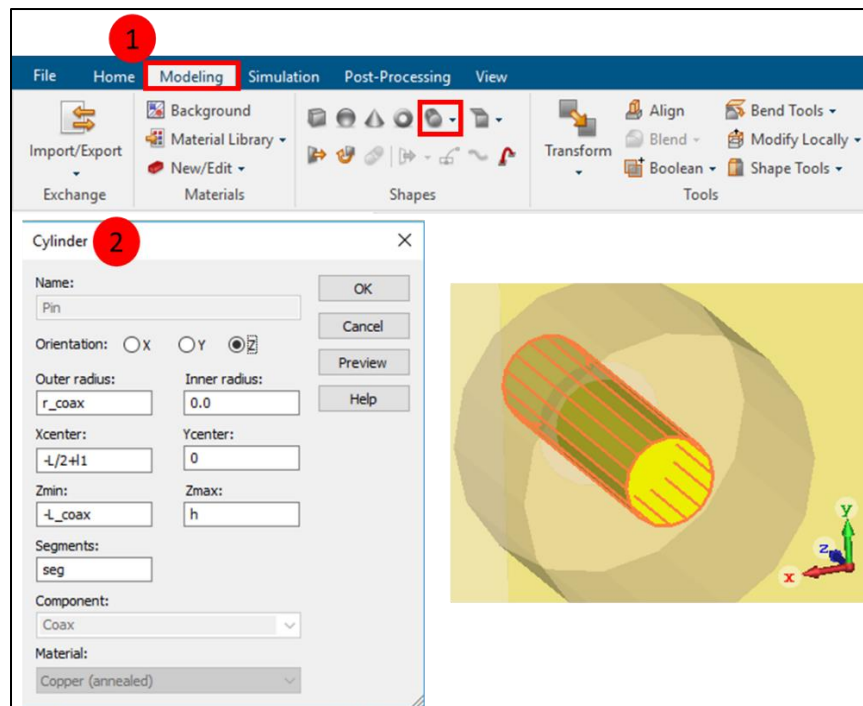 1
File Home Modeling Simulation Post-Processing View
Background Align Bend Tools
Import/Export Material Library Transform Blend Modify Locally
New/Edit Boolean Shape Tools
Exchange Materials Shapes Tools
Cylinder 2
Name:
Pin
OK
Cancel
Orientation: X Y Z
Preview
Outer radius: Inner radius:
r_coax 0.0
Help
Xcenter: Ycenter:
-L/2+l1 0
Zmin: Zmax:
-L_coax h
Segments:
seg
Component:
Coax
Material:
Copper (annealed)
y
z
x